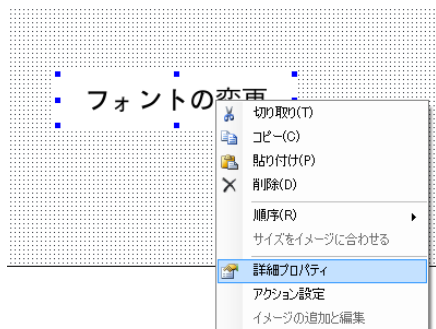 フォントの変更
切り取り(T)
コピー(C)
貼り付け(P)
削除(D)
順序(R)
サイズをイメージに合わせる
詳細プロパティ
アクション設定
イメージの追加と編集